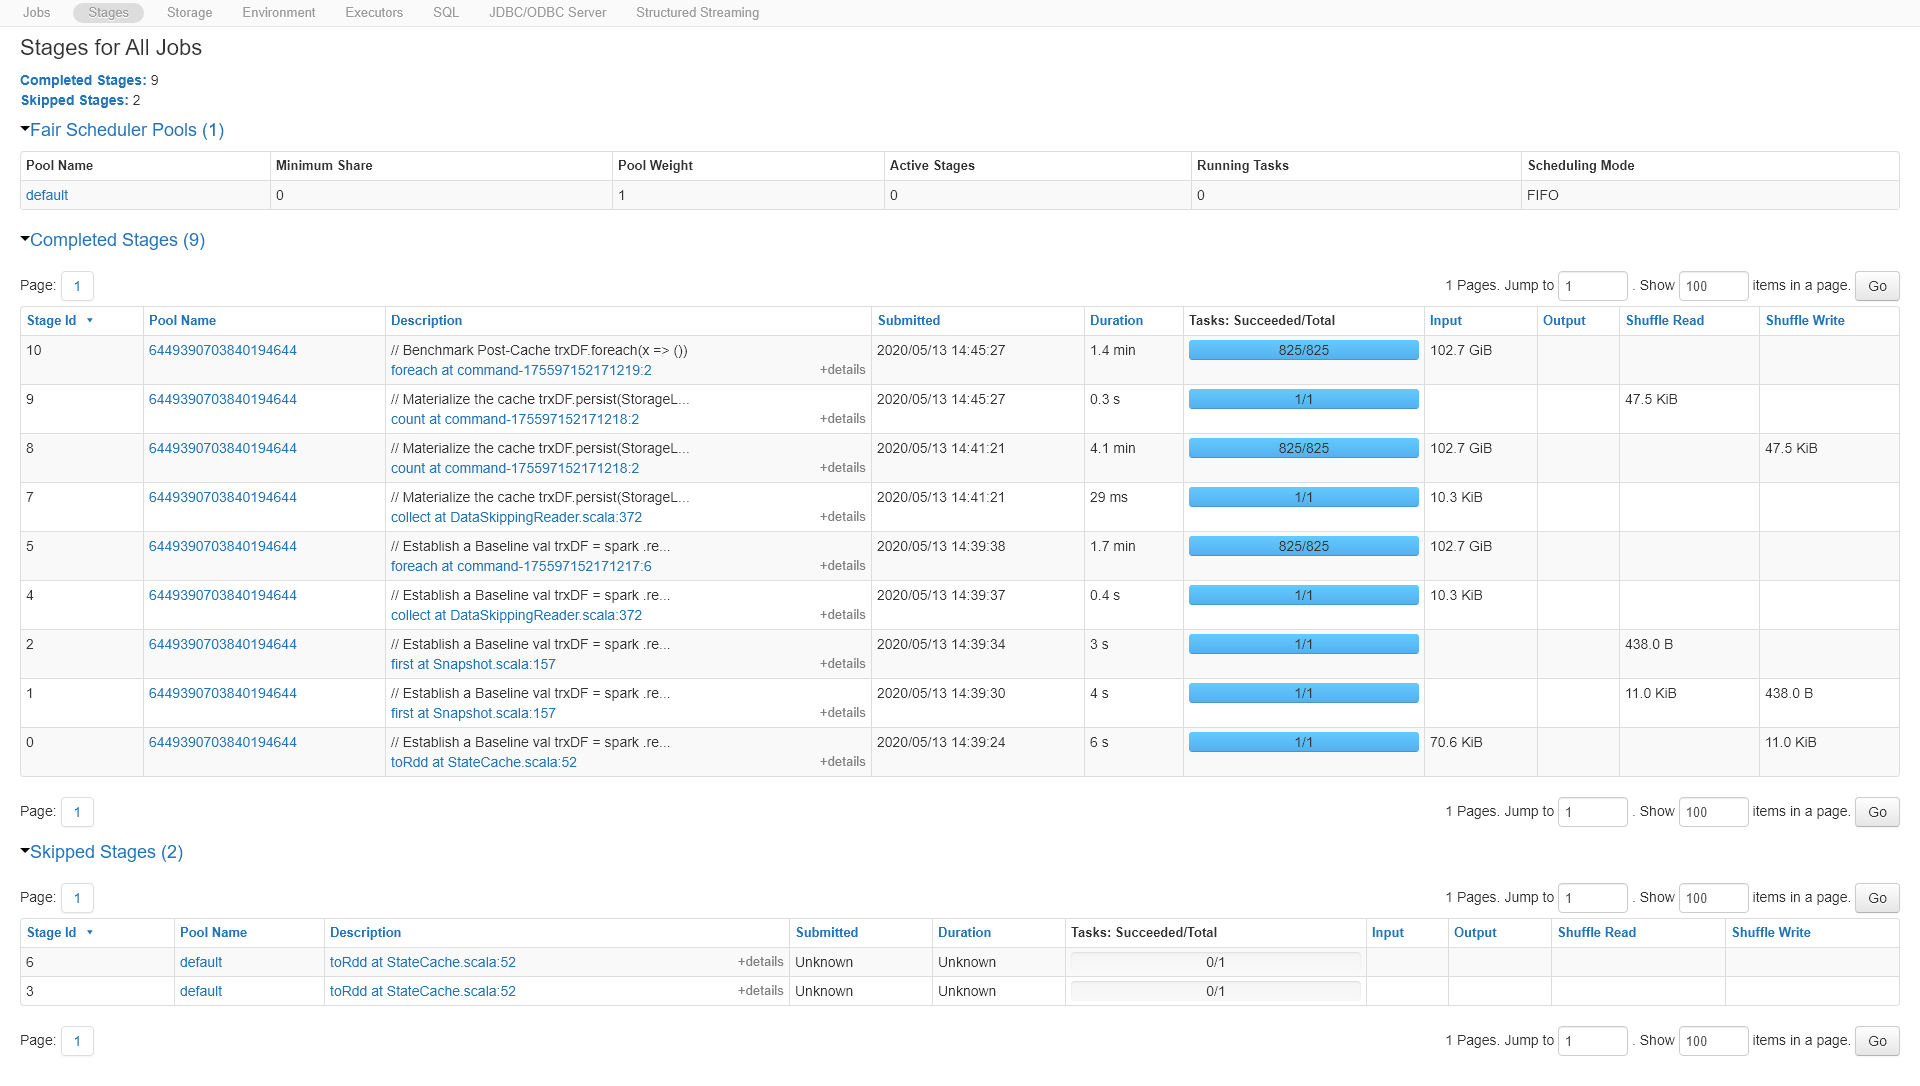 Jobs Stages Storage Environment Executors SQL JDBC/ODBC Server Structured Streaming
Stages for All Jobs
Completed Stages: 9
Skipped Stages: 2
Fair Scheduler Pools (1)
Pool Name Minimum Share Pool Weight Active Stages Running Tasks Scheduling Mode
default 0 1 0 0 FIFO
Completed Stages (9)
Page: 1 1 Pages. Jump to 1 . Show 100 items in a page. Go
Stage Id Pool Name Description Submitted Duration Tasks: Succeeded/Total Input Output Shuffle Read Shuffle Write
10 6449390703840194644 // Benchmark Post-Cache trxDF.foreach(x => ()) 2020/05/13 14:45:27 1.4 min 825/825 102.7 GiB
foreach at command-175597152171219:2 +details
9 6449390703840194644 // Materialize the cache trxDF.persist(StorageL... 2020/05/13 14:45:27 0.3 s 1/1 47.5 KiB
count at command-175597152171218:2 +details
8 6449390703840194644 // Materialize the cache trxDF.persist(StorageL... 2020/05/13 14:41:21 4.1 min 825/825 102.7 GiB 47.5 KiB
count at command-175597152171218:2 +details
7 6449390703840194644 // Materialize the cache trxDF.persist(StorageL... 2020/05/13 14:41:21 29 ms 1/1 10.3 KiB
collect at DataSkippingReader.scala:372 +details
5 6449390703840194644 // Establish a Baseline val trxDF = spark .re... 2020/05/13 14:39:38 1.7 min 825/825 102.7 GiB
foreach at command-175597152171217:6 +details
4 6449390703840194644 // Establish a Baseline val trxDF = spark .re... 2020/05/13 14:39:37 0.4 s 1/1 10.3 KiB
collect at DataSkippingReader.scala:372 +details
2 6449390703840194644 // Establish a Baseline val trxDF = spark .re... 2020/05/13 14:39:34 3 s 1/1 438.0 B
first at Snapshot.scala:157 +details
1 6449390703840194644 // Establish a Baseline val trxDF = spark .re... 2020/05/13 14:39:30 4 s 1/1 11.0 KiB 438.0 B
first at Snapshot.scala:157 +details
0 6449390703840194644 // Establish a Baseline val trxDF = spark .re... 2020/05/13 14:39:24 6 s 1/1 70.6 KiB 11.0 KiB
toRdd at StateCache.scala:52 +details
Page: 1 1 Pages. Jump to 1 . Show 100 items in a page. Go
Skipped Stages (2)
Page: 1 1 Pages. Jump to 1 . Show 100 items in a page. Go
Stage Id Pool Name Description Submitted Duration Tasks: Succeeded/Total Input Output Shuffle Read Shuffle Write
6 default toRdd at StateCache.scala:52 +details Unknown Unknown 0/1
3 default toRdd at StateCache.scala:52 +details Unknown Unknown 0/1
Page: 1 1 Pages. Jump to 1 . Show 100 items in a page. Go